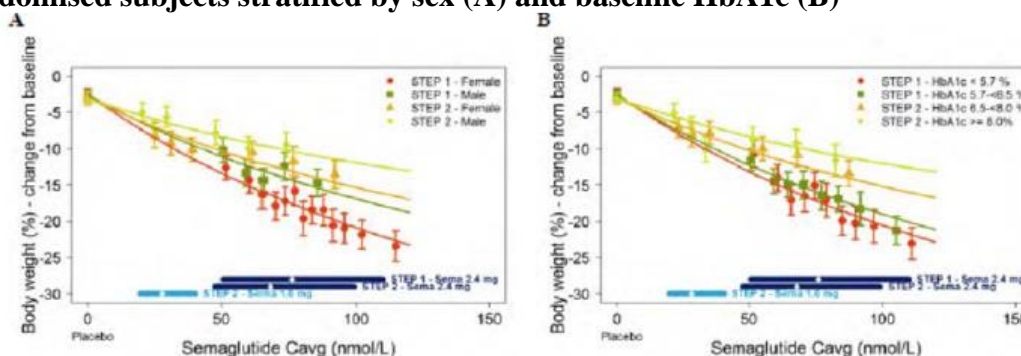 domised subjects stratified by sex (A) and baseline HbA1c (B)
A
Body weight (%) - change from baseline
0
-5
-10
-15
-20
-25
-30
STEP 1 - Female
STEP 1 - Male
STEP 2 - Female
STEP 2 - Male
STEP 1 - Sema 2.4 mg
STEP 2 - Sema 2.4 mg
STEP 2 - Sema 1.0 mg
0
50
100
150
Placebo
Semaglutide Cavg (nmol/L)
B
Body weight (%) - change from baseline
0
-5
-10
-15
-20
-25
-30
STEP 1 - HbA1c < 5.7 %
STEP 1 - HbA1c 5.7-<6.5 %
STEP 2 - HbA1c 6.5-<8.0 %
STEP 2 - HbA1c >= 8.0%
STEP 1 - Sema 2.4 mg
STEP 2 - Sema 2.4 mg
STEP 2 - Sema 1.0 mg
0
50
100
150
Placebo
Semaglutide Cavg (nmol/L)